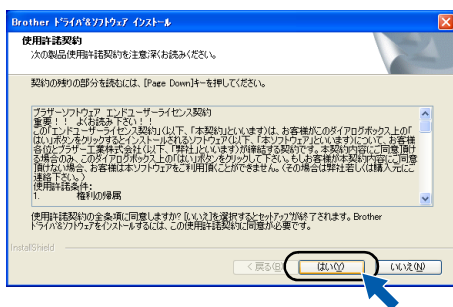 Brother ﾄﾞﾗｲﾊﾞ&ｿﾌﾄｳｪｱ ｲﾝｽﾄｰﾙ
使用許諾契約
次の製品使用許諾契約を注意深くお読みください。
契約の残りの部分を読むには、[Page Down]キーを押してください。
ブラザーソフトウェア エンドユーザーライセンス契約
重要！！ よくお読み下さい！！
この「エンドユーザーライセンス契約」(以下、「本契約」といいます)は、お客様がこのダイアログボックス上の「
はい」ボタンをクリックするとインストールされるソフトウェア(以下、「本ソフトウェア」といいます)について、お客様
各位とブラザー工業株式会社(以下、「弊社」といいます)が締結する契約です。本契約内容にご同意頂け
る場合のみ、このダイアログボックス上の「はい」ボタンをクリックして下さい。もしお客様が本契約内容にご同意
頂けない場合、お客様は本ソフトウェアをご利用頂くことができません。(その場合は弊社若しくは購入元にご
連絡下さい。)
使用許諾条件:
1. 権利の帰属
使用許諾契約の全条項に同意しますか? [いいえ]を選択するとセットアップが終了されます。Brother
ﾄﾞﾗｲﾊﾞ&ｿﾌﾄｳｪｱをインストールするには、この使用許諾契約に同意が必要です。
InstallShield
< 戻る(B) はい(Y) いいえ(N)